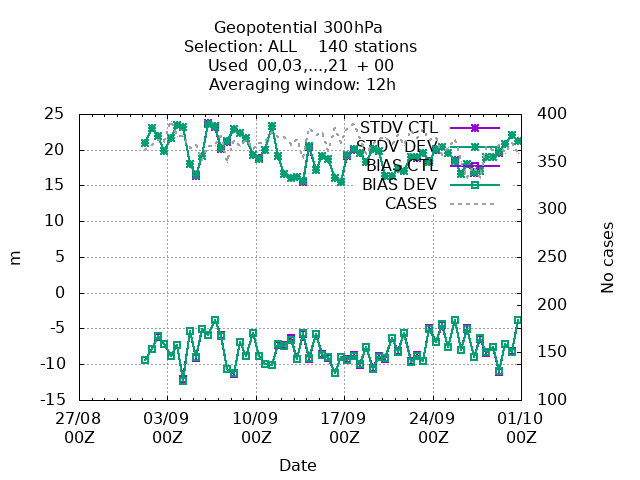 Geopotential 300hPa
Selection: ALL    140 stations
Used  00,03,...,21  + 00
Averaging window: 12h
25
20
15
10
5
0
-5
-10
-15
m
400
350
300
250
200
150
100
No cases
STDV CTL
STDV DEV
BIAS CTL
BIAS DEV
CASES
27/08 03/09 10/09 17/09 24/09 01/10
00Z 00Z 00Z 00Z 00Z 00Z
Date